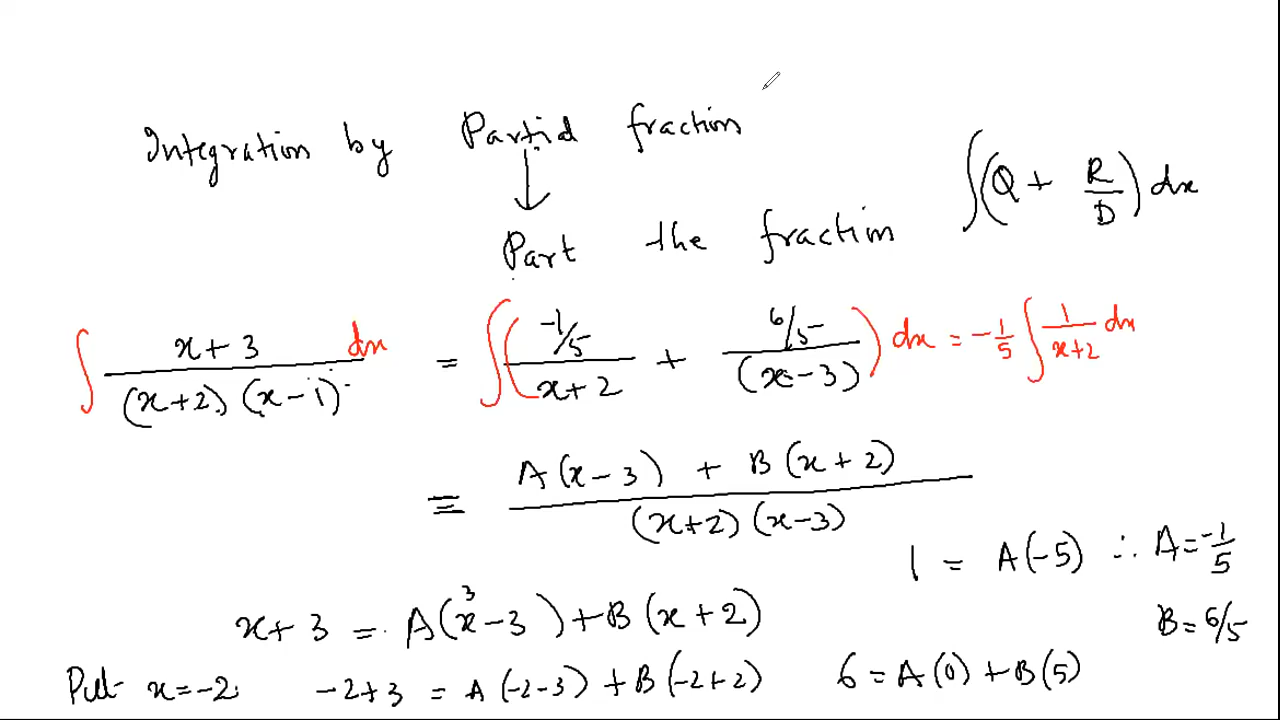 Integration by Partial fraction
∫(Q + R/D) dx
Part the fraction
∫ x+3 / (x+2)(x-1) dx = ∫( -1/5 / x+2 + 6/5 / (x-3) ) dx = -1/5 ∫ 1/x+2 dx
= A(x-3) + B(x+2) / (x+2)(x-3)
1 = A(-5) ∴ A = -1/5
x+3 = A(x-3) + B(x+2)
3
B = 6/5
Put x=-2 -2+3 = A(-2-3) + B(-2+2) 6 = A(0) + B(5)